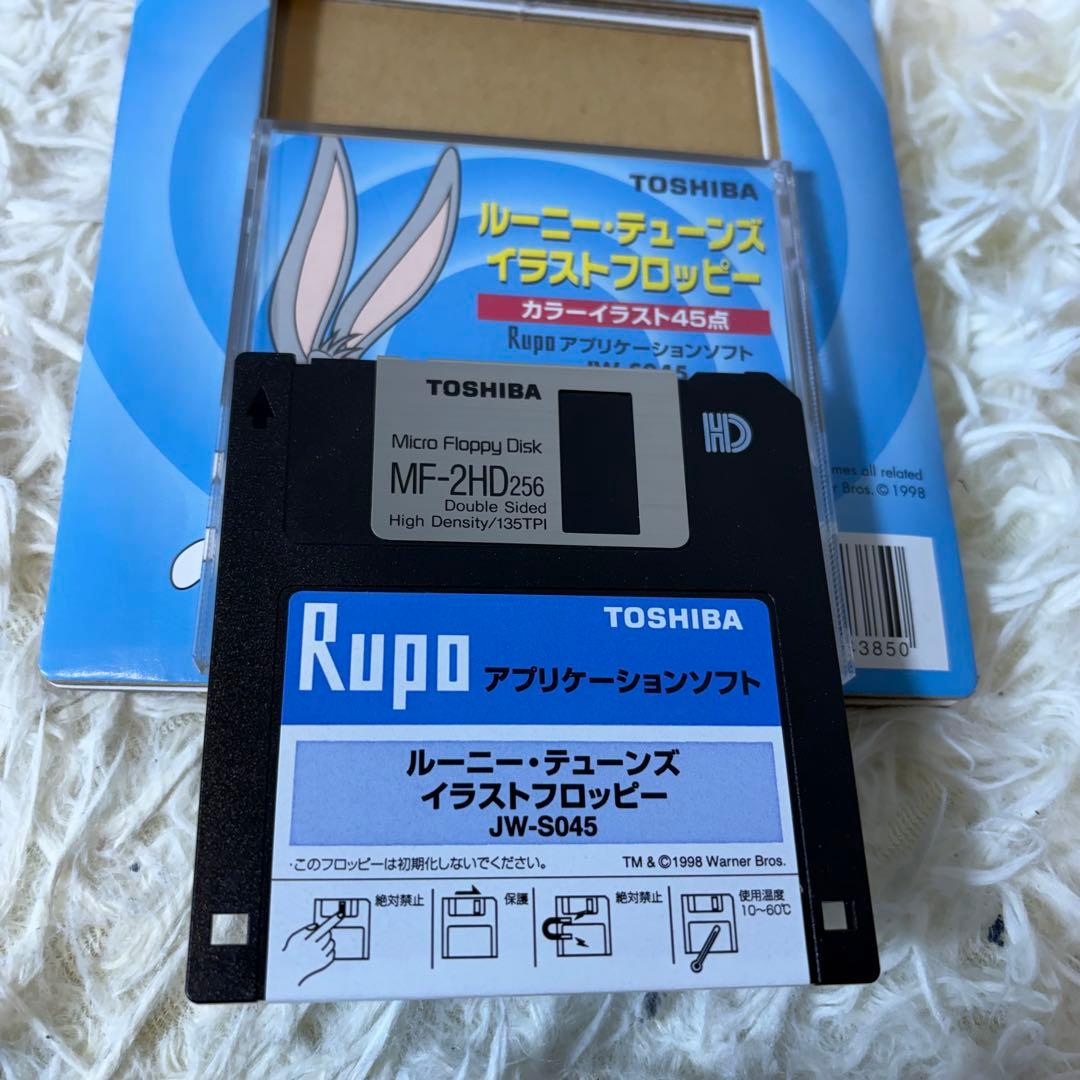 TOSHIBA
ルーニー・テューンズ
イラストフロッピー
カラーイラスト45点
Rupo アプリケーションソフト
JW-S045
mes all related
Bros. © 1998
43850
TOSHIBA
Micro Floppy Disk
MF-2HD256
Double Sided
High Density/135TPI
HD
TOSHIBA
Rupo アプリケーションソフト
ルーニー・テューンズ
イラストフロッピー
JW-S045
・このフロッピーは初期化しないでください。
TM & ©1998 Warner Bros.
絶対禁止
保護
絶対禁止
使用温度
10～60℃